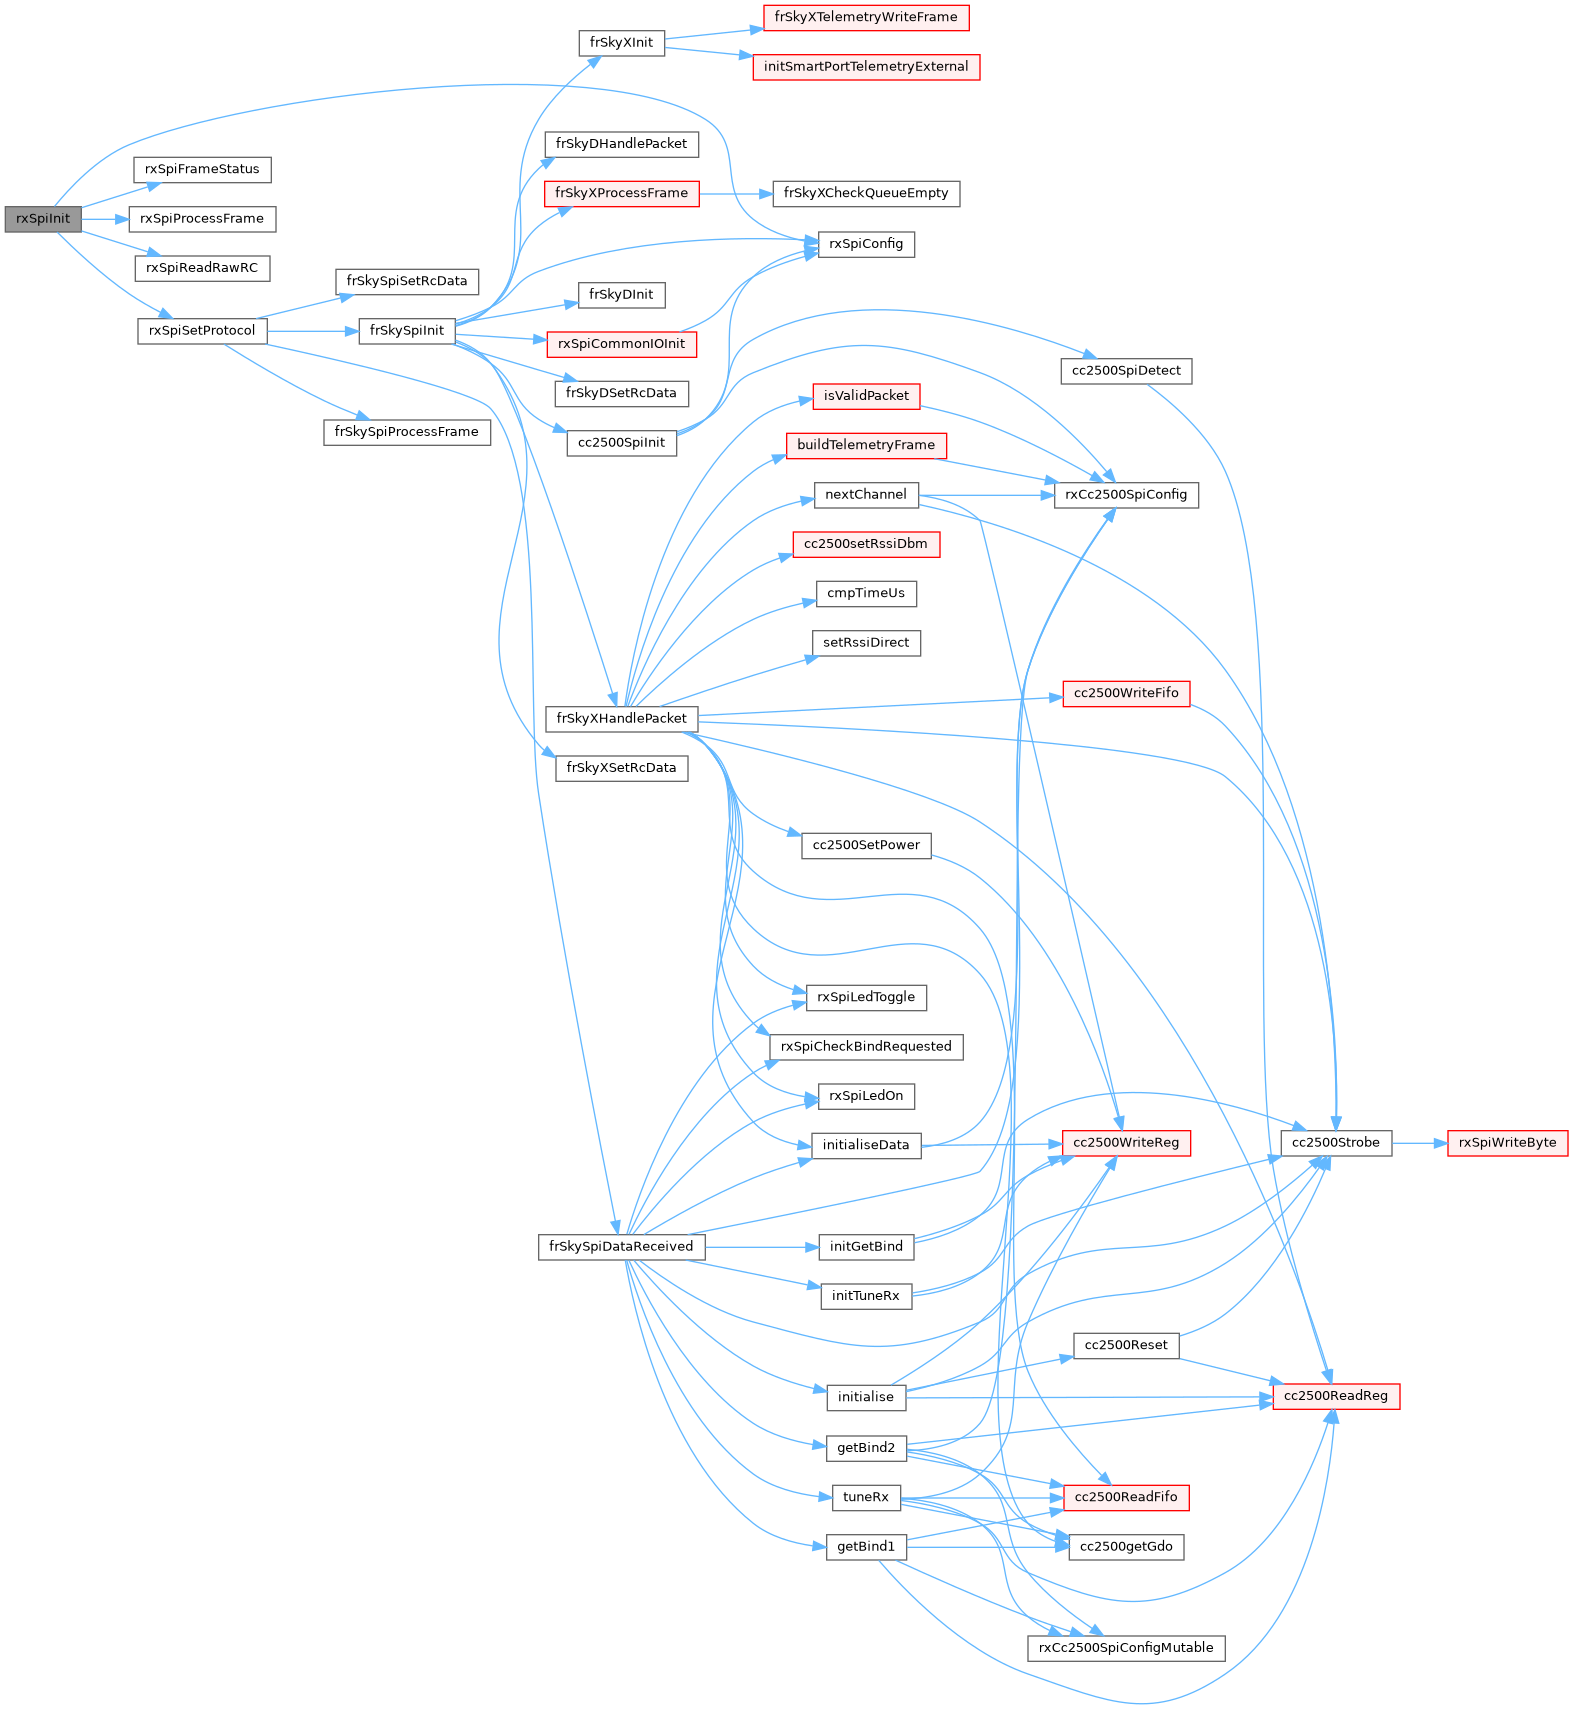 frSkyXTelemetryWriteFrame
frSkyXInit
initSmartPortTelemetryExternal
frSkyDHandlePacket
rxSpiFrameStatus
frSkyXProcessFrame
frSkyXCheckQueueEmpty
rxSpiInit
rxSpiProcessFrame
rxSpiConfig
rxSpiReadRawRC
frSkySpiSetRcData
frSkyDInit
rxSpiSetProtocol
frSkySpiInit
rxSpiCommonIOInit
cc2500SpiDetect
frSkyDSetRcData
isValidPacket
frSkySpiProcessFrame
cc2500SpiInit
buildTelemetryFrame
nextChannel
rxCc2500SpiConfig
cc2500setRssiDbm
cmpTimeUs
setRssiDirect
cc2500WriteFifo
frSkyXHandlePacket
frSkyXSetRcData
cc2500SetPower
rxSpiLedToggle
rxSpiCheckBindRequested
rxSpiLedOn
initialiseData
cc2500WriteReg
cc2500Strobe
rxSpiWriteByte
frSkySpiDataReceived
initGetBind
initTuneRx
cc2500Reset
initialise
cc2500ReadReg
getBind2
tuneRx
cc2500ReadFifo
getBind1
cc2500getGdo
rxCc2500SpiConfigMutable